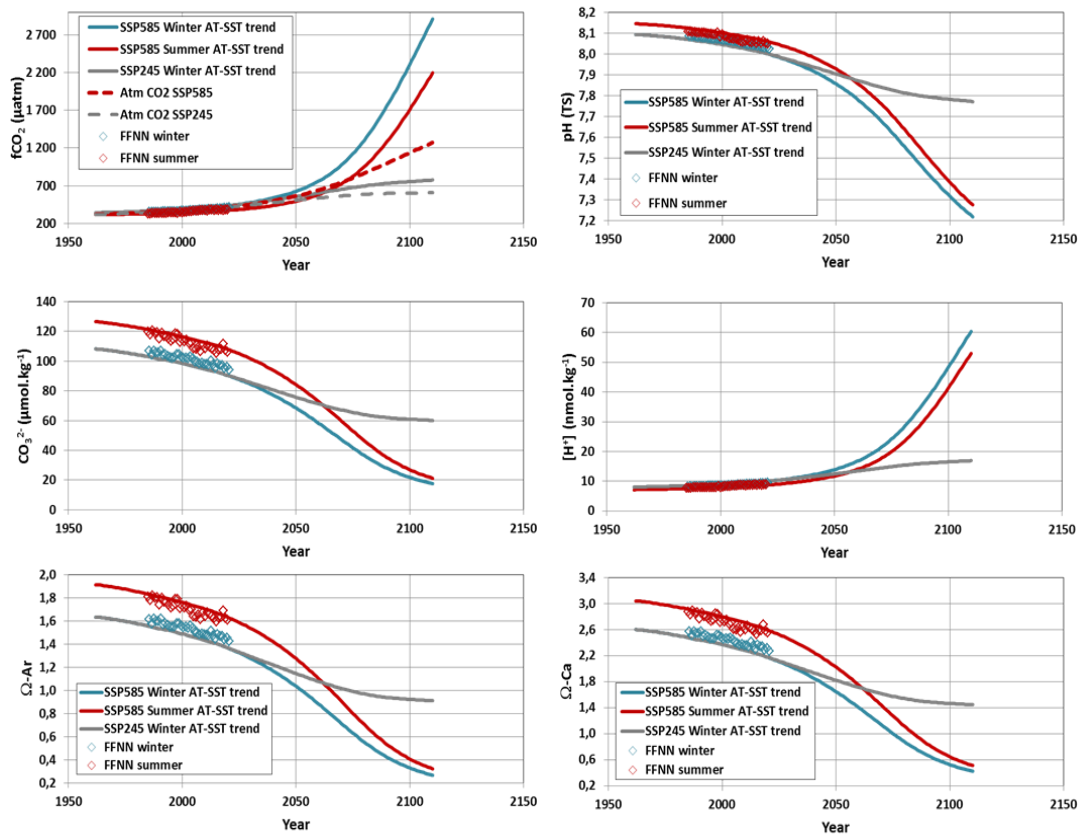 fCO₂ (µatm)
2 700
2 200
1 700
1 200
700
200
SSP585 Winter AT-SST trend
SSP585 Summer AT-SST trend
SSP245 Winter AT-SST trend
Atm CO2 SSP585
Atm CO2 SSP245
FFNN winter
FFNN summer
1950 2000 2050 2100 2150
Year
pH (TS)
8,2
8,1
8,0
7,9
7,8
7,7
7,6
7,5
7,4
7,3
7,2
SSP585 Winter AT-SST trend
SSP585 Summer AT-SST trend
SSP245 Winter AT-SST trend
FFNN winter
FFNN summer
1950 2000 2050 2100 2150
Year
CO₃²⁻ (µmol.kg⁻¹)
140
120
100
80
60
40
20
0
1950 2000 2050 2100 2150
Year
[H⁺] (nmol.kg⁻¹)
70
60
50
40
30
20
10
0
1950 2000 2050 2100 2150
Year
Ω-Ar
2,0
1,8
1,6
1,4
1,2
1,0
0,8
0,6
0,4
0,2
SSP585 Winter AT-SST trend
SSP585 Summer AT-SST trend
SSP245 Winter AT-SST trend
FFNN winter
FFNN summer
1950 2000 2050 2100 2150
Year
Ω-Ca
3,4
3,0
2,6
2,2
1,8
1,4
1,0
0,6
0,2
SSP585 Winter AT-SST trend
SSP585 Summer AT-SST trend
SSP245 Winter AT-SST trend
FFNN winter
FFNN summer
1950 2000 2050 2100 2150
Year